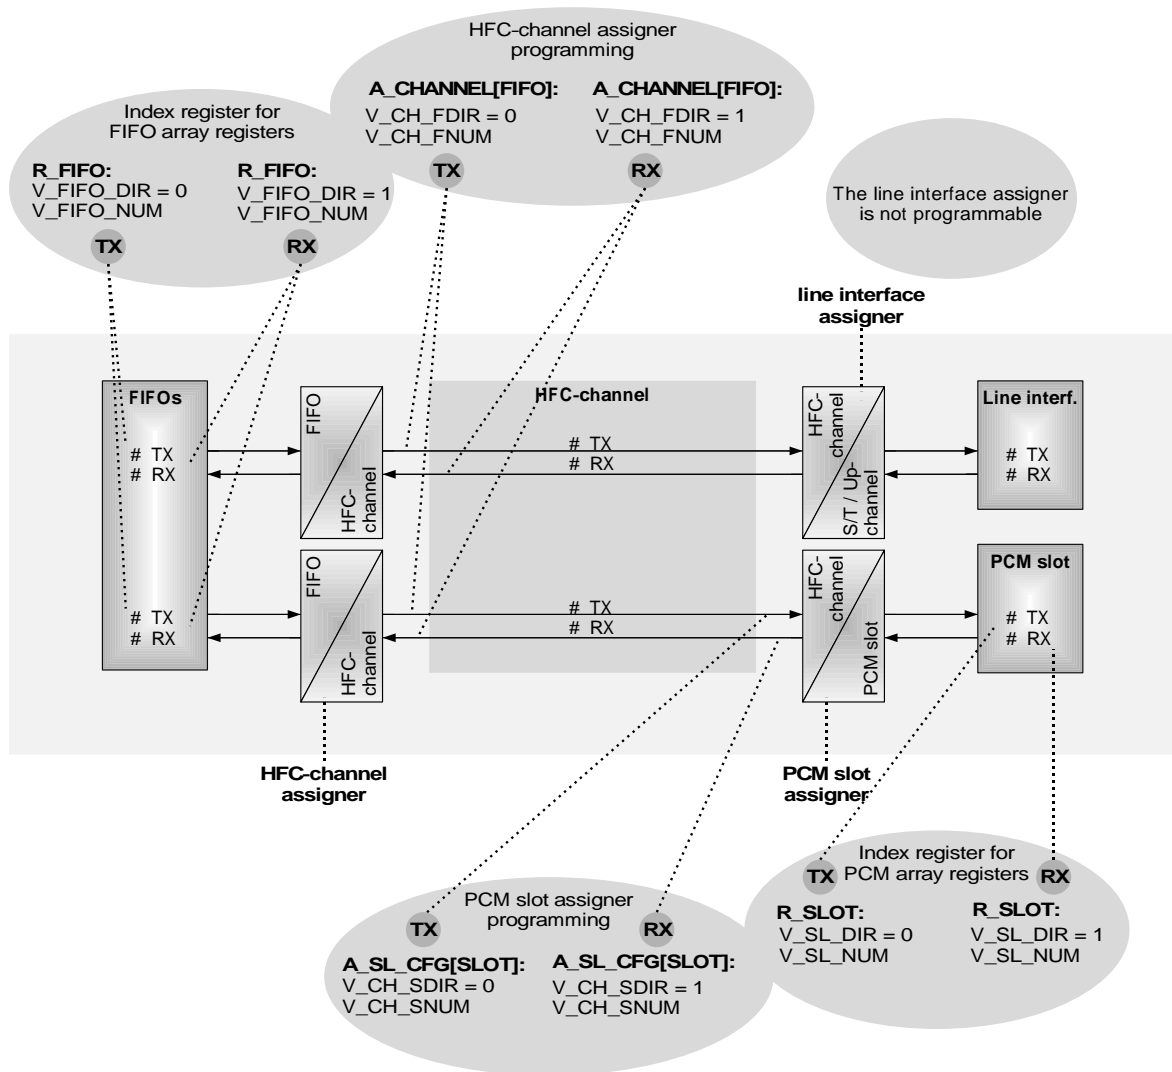 HFC-channel assigner
programming
A_CHANNEL[FIFO]:
V_CH_FDIR = 0
V_CH_FNUM
TX
A_CHANNEL[FIFO]:
V_CH_FDIR = 1
V_CH_FNUM
RX
Index register for
FIFO array registers
R_FIFO:
V_FIFO_DIR = 0
V_FIFO_NUM
TX
R_FIFO:
V_FIFO_DIR = 1
V_FIFO_NUM
RX
The line interface assigner
is not programmable
line interface
assigner
FIFOs
# TX
# RX
# TX
# RX
FIFO
HFC-
channel
FIFO
HFC-
channel
HFC-channel
# TX
# RX
# TX
# RX
HFC-
channel
S/T / Up-
channel
HFC-
channel
PCM slot
Line interf.
# TX
# RX
PCM slot
# TX
# RX
HFC-channel
assigner
PCM slot
assigner
PCM slot assigner
programming
TX
A_SL_CFG[SLOT]:
V_CH_SDIR = 0
V_CH_SNUM
RX
A_SL_CFG[SLOT]:
V_CH_SDIR = 1
V_CH_SNUM
Index register for
PCM array registers
TX
R_SLOT:
V_SL_DIR = 0
V_SL_NUM
RX
R_SLOT:
V_SL_DIR = 1
V_SL_NUM